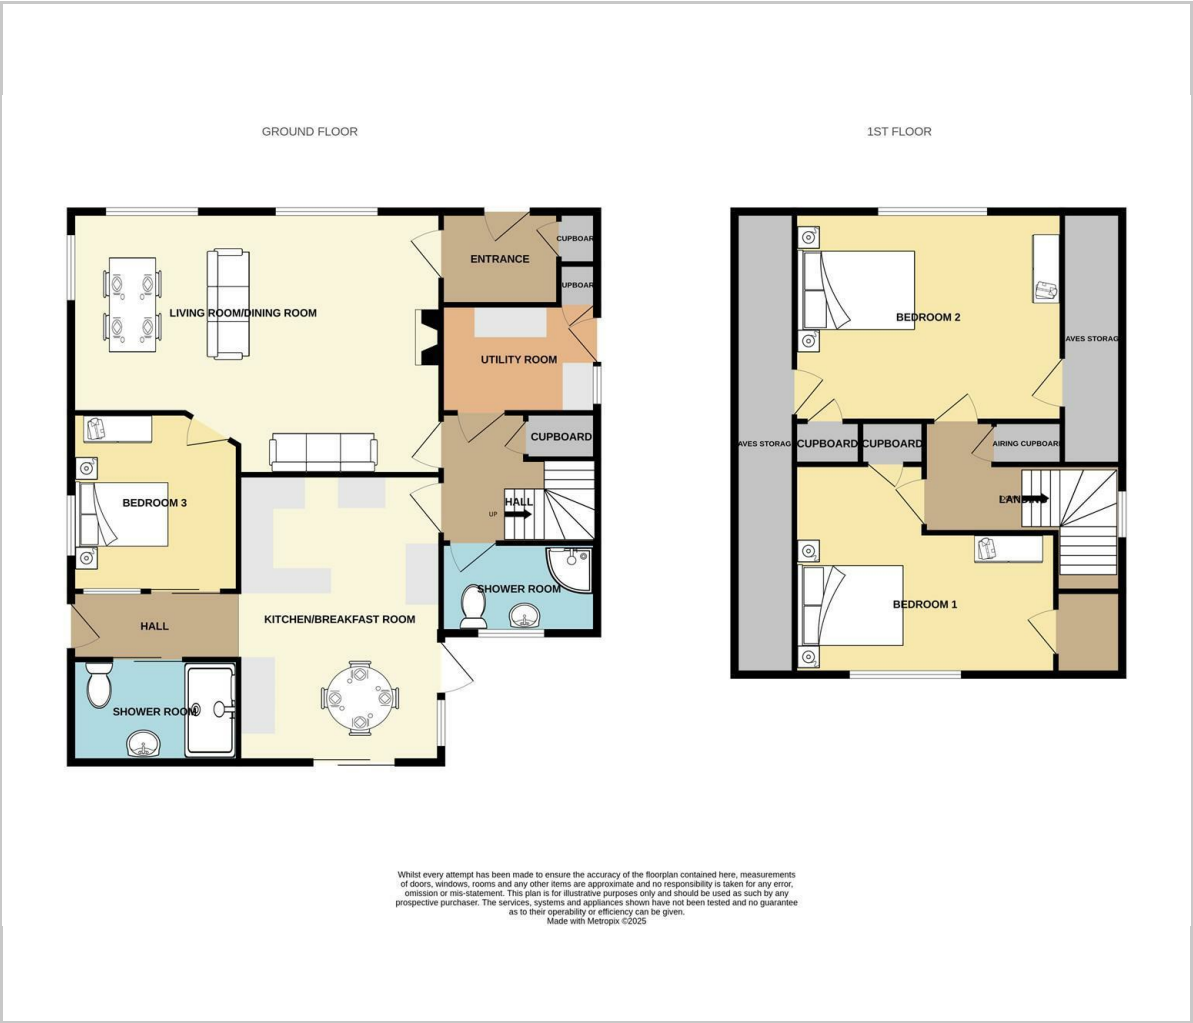 GROUND FLOOR
1ST FLOOR
CUPBOAR
ENTRANCE
UPBOAR
LIVING ROOM/DINING ROOM
UTILITY ROOM
CUPBOARD
BEDROOM 3
HALL
UP
SHOWER ROOM
KITCHEN/BREAKFAST ROOM
HALL
SHOWER ROOM
BEDROOM 2
AVES STORAG
AVES STORAG
CUPBOARD
CUPBOARD
AIRING CUPBOARD
LANDING
BEDROOM 1
Whilst every attempt has been made to ensure the accuracy of the floorplan contained here, measurements
of doors, windows, rooms and any other items are approximate and no responsibility is taken for any error,
omission or mis-statement. This plan is for illustrative purposes only and should be used as such by any
prospective purchaser. The services, systems and appliances shown have not been tested and no guarantee
as to their operability or efficiency can be given.
Made with Metropix ©2025